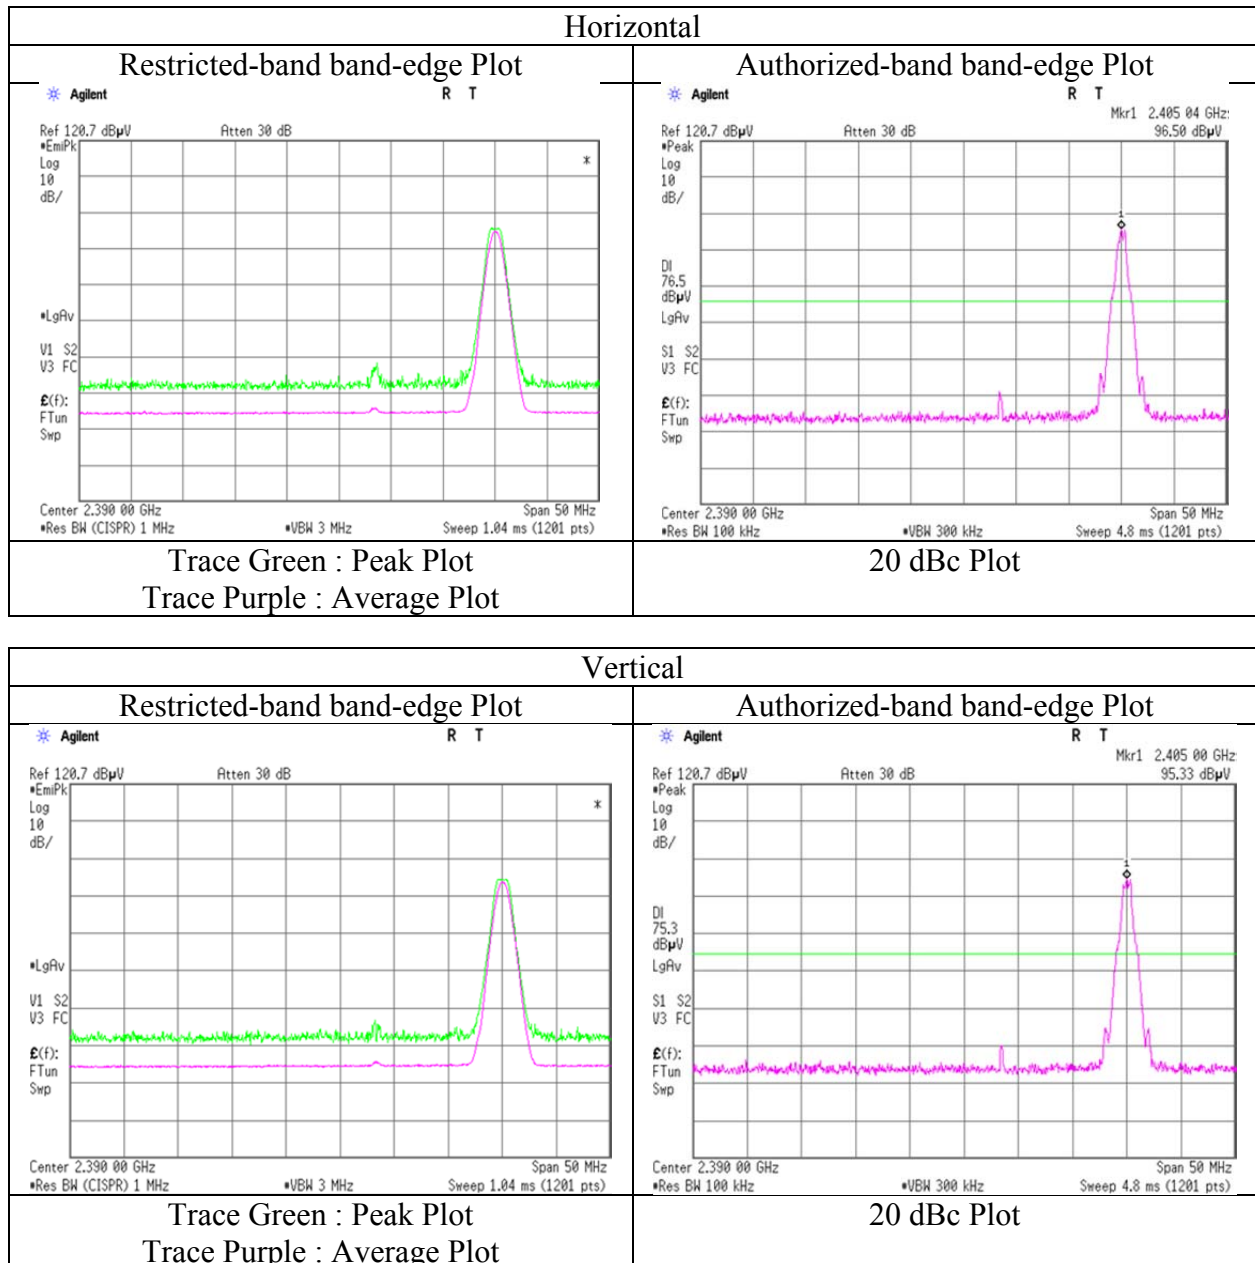 Horizontal
Restricted-band band-edge Plot
Authorized-band band-edge Plot
Agilent
R T
Ref 120.7 dBµV
Atten 30 dB
*EmiPk
Log
10
dB/
*
*LgAv
V1 S2
V3 FC
£(f):
FTun
Swp
Center 2.390 00 GHz
Span 50 MHz
*Res BW (CISPR) 1 MHz
*VBW 3 MHz
Sweep 1.04 ms (1201 pts)
Agilent
R T
Mkr1 2.405 04 GHz
Ref 120.7 dBµV
Atten 30 dB
96.50 dBµV
*Peak
Log
10
dB/
1
DI
76.5
dBµV
LgAv
S1 S2
V3 FC
£(f):
FTun
Swp
Center 2.390 00 GHz
Span 50 MHz
*Res BW 100 kHz
*VBW 300 kHz
Sweep 4.8 ms (1201 pts)
Trace Green : Peak Plot
Trace Purple : Average Plot
20 dBc Plot
Vertical
Restricted-band band-edge Plot
Authorized-band band-edge Plot
Agilent
R T
Ref 120.7 dBµV
Atten 30 dB
*EmiPk
Log
10
dB/
*
*LgAv
V1 S2
V3 FC
£(f):
FTun
Swp
Center 2.390 00 GHz
Span 50 MHz
*Res BW (CISPR) 1 MHz
*VBW 3 MHz
Sweep 1.04 ms (1201 pts)
Agilent
R T
Mkr1 2.405 00 GHz
Ref 120.7 dBµV
Atten 30 dB
95.33 dBµV
*Peak
Log
10
dB/
1
DI
75.3
dBµV
LgAv
S1 S2
V3 FC
£(f):
FTun
Swp
Center 2.390 00 GHz
Span 50 MHz
*Res BW 100 kHz
*VBW 300 kHz
Sweep 4.8 ms (1201 pts)
Trace Green : Peak Plot
Trace Purple : Average Plot
20 dBc Plot